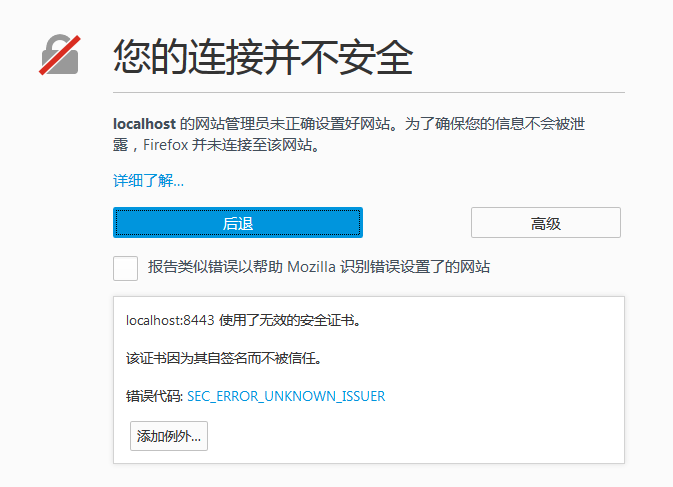 您的连接并不安全
localhost 的网站管理员未正确设置好网站。为了确保您的信息不会被泄
露，Firefox 并未连接至该网站。
详细了解…
后退
高级
报告类似错误以帮助 Mozilla 识别错误设置了的网站
localhost:8443 使用了无效的安全证书。
该证书因为其自签名而不被信任。
错误代码: SEC_ERROR_UNKNOWN_ISSUER
添加例外…